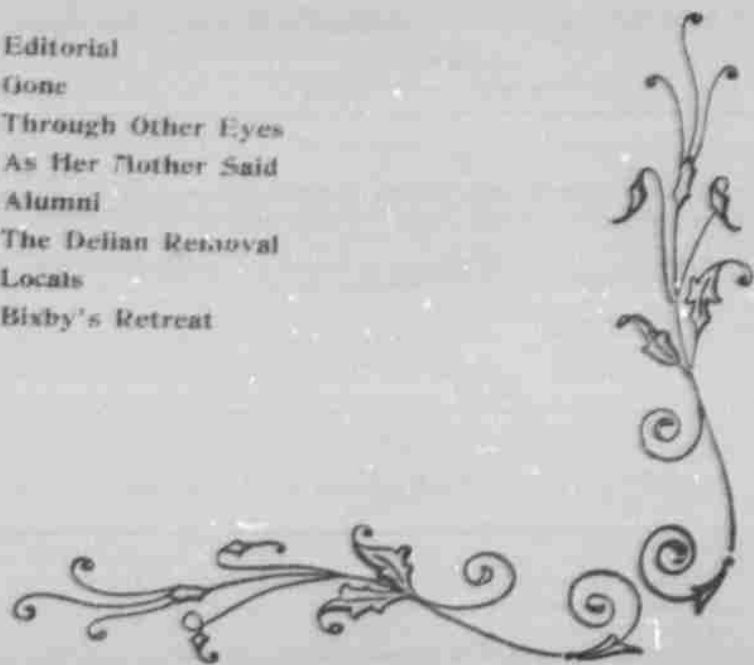 Editorial
Gone
Through Other Eyes
As Her Mother Said
Alumni
The Delian Removal
Locals
Bixby's Retreat